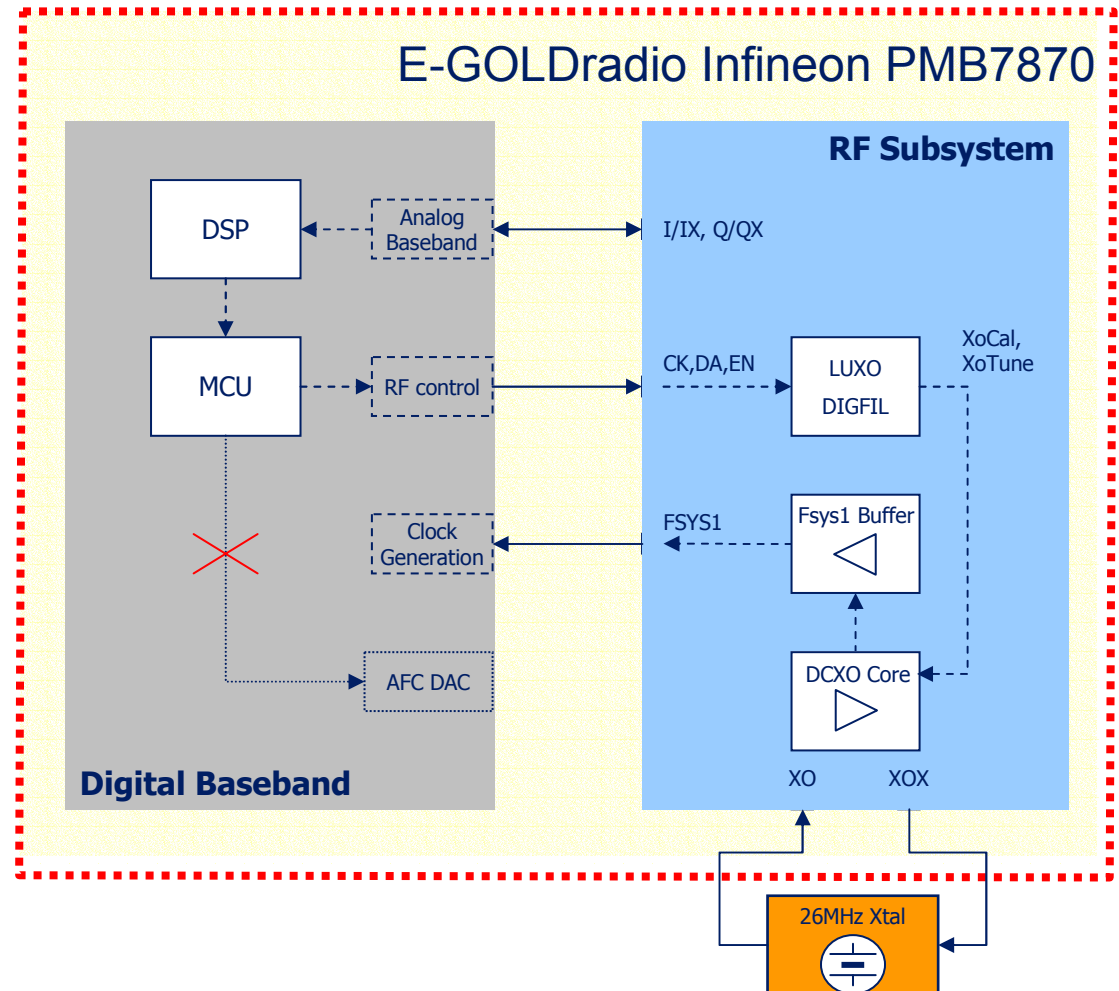 E-GOLDradio Infineon PMB7870
RF Subsystem
DSP
Analog
Baseband
I/IX, Q/QX
MCU
RF control
CK,DA,EN
LUXO
DIGFIL
XoCal,
XoTune
Clock
Generation
FSYS1
Fsys1 Buffer
AFC DAC
DCXO Core
Digital Baseband
XO
XOX
26MHz Xtal